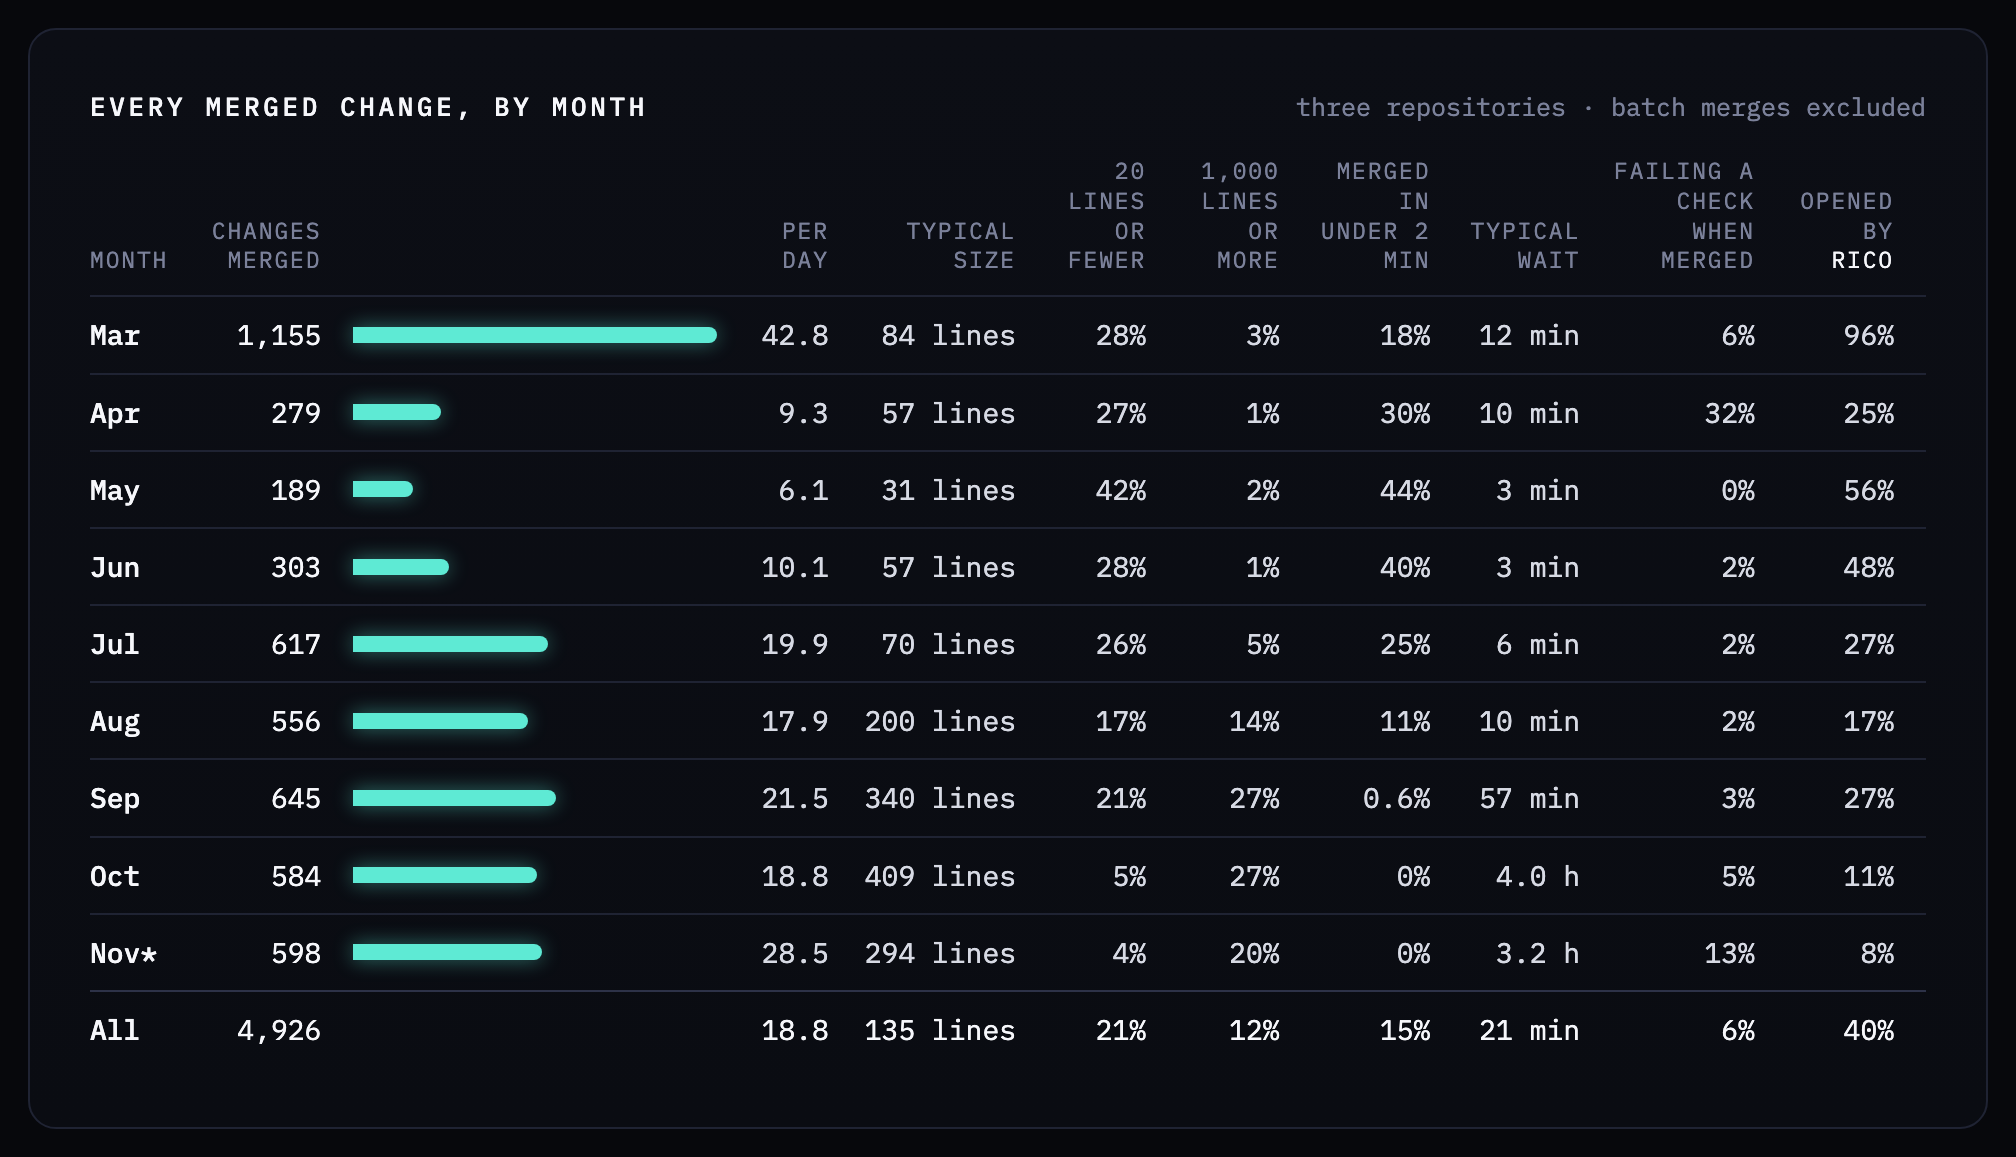 EVERY MERGED CHANGE, BY MONTH
three repositories · batch merges excluded
MONTH
CHANGES
MERGED
PER
DAY
TYPICAL
SIZE
20
LINES
OR
FEWER
1,000
LINES
OR
MORE
MERGED
IN
UNDER 2
MIN
TYPICAL
WAIT
FAILING A
CHECK
WHEN
MERGED
OPENED
BY
RICO
Mar 1,155 42.8 84 lines 28% 3% 18% 12 min 6% 96%
Apr 279 9.3 57 lines 27% 1% 30% 10 min 32% 25%
May 189 6.1 31 lines 42% 2% 44% 3 min 0% 56%
Jun 303 10.1 57 lines 28% 1% 40% 3 min 2% 48%
Jul 617 19.9 70 lines 26% 5% 25% 6 min 2% 27%
Aug 556 17.9 200 lines 17% 14% 11% 10 min 2% 17%
Sep 645 21.5 340 lines 21% 27% 0.6% 57 min 3% 27%
Oct 584 18.8 409 lines 5% 27% 0% 4.0 h 5% 11%
Nov* 598 28.5 294 lines 4% 20% 0% 3.2 h 13% 8%
All 4,926 18.8 135 lines 21% 12% 15% 21 min 6% 40%